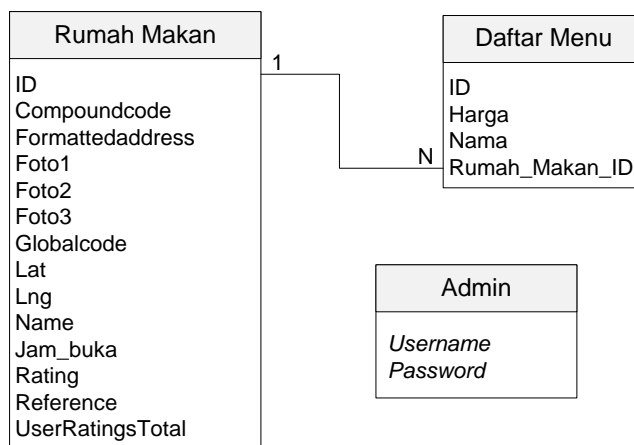 Rumah Makan
ID
Compoundcode
Formattedaddress
Foto1
Foto2
Foto3
Globalcode
Lat
Lng
Name
Jam_buka
Rating
Reference
UserRatingsTotal
1
N
Daftar Menu
ID
Harga
Nama
Rumah_Makan_ID
Admin
Username
Password